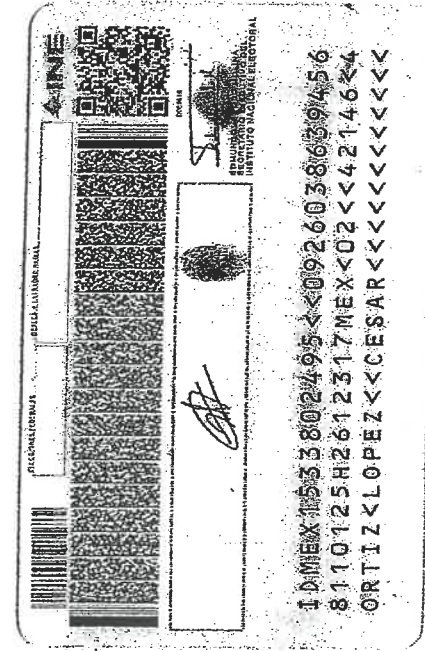 INE
EDMUNDO JACOBO MOLINA
SECRETARIO EJECUTIVO DEL
INSTITUTO NACIONAL ELECTORAL
IDMEX1533802495<<0926038639456
8110125H2612317MEX<02<<42146<4
ORTIZ<LOPEZ<<CESAR<<<<<<<<<<<<